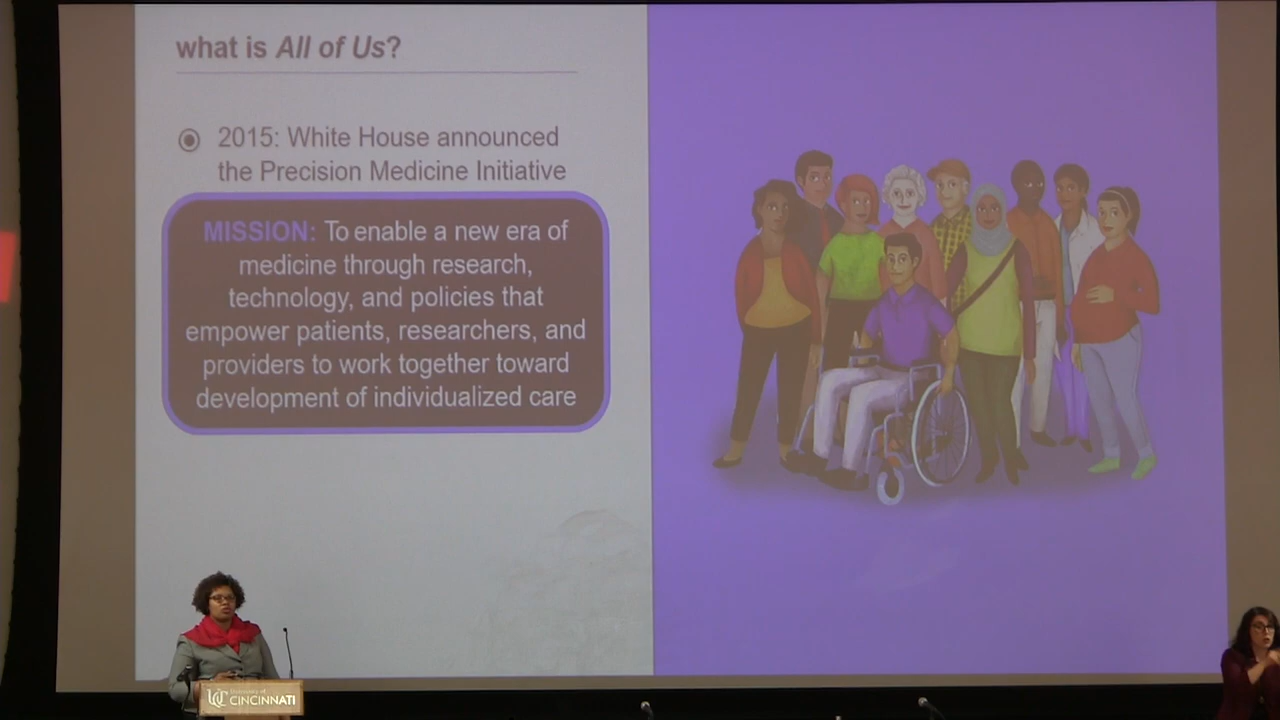 what is All of Us?
2015: White House announced
the Precision Medicine Initiative
MISSION: To enable a new era of
medicine through research,
technology, and policies that
empower patients, researchers, and
providers to work together toward
development of individualized care
UC
University of
CINCINNATI